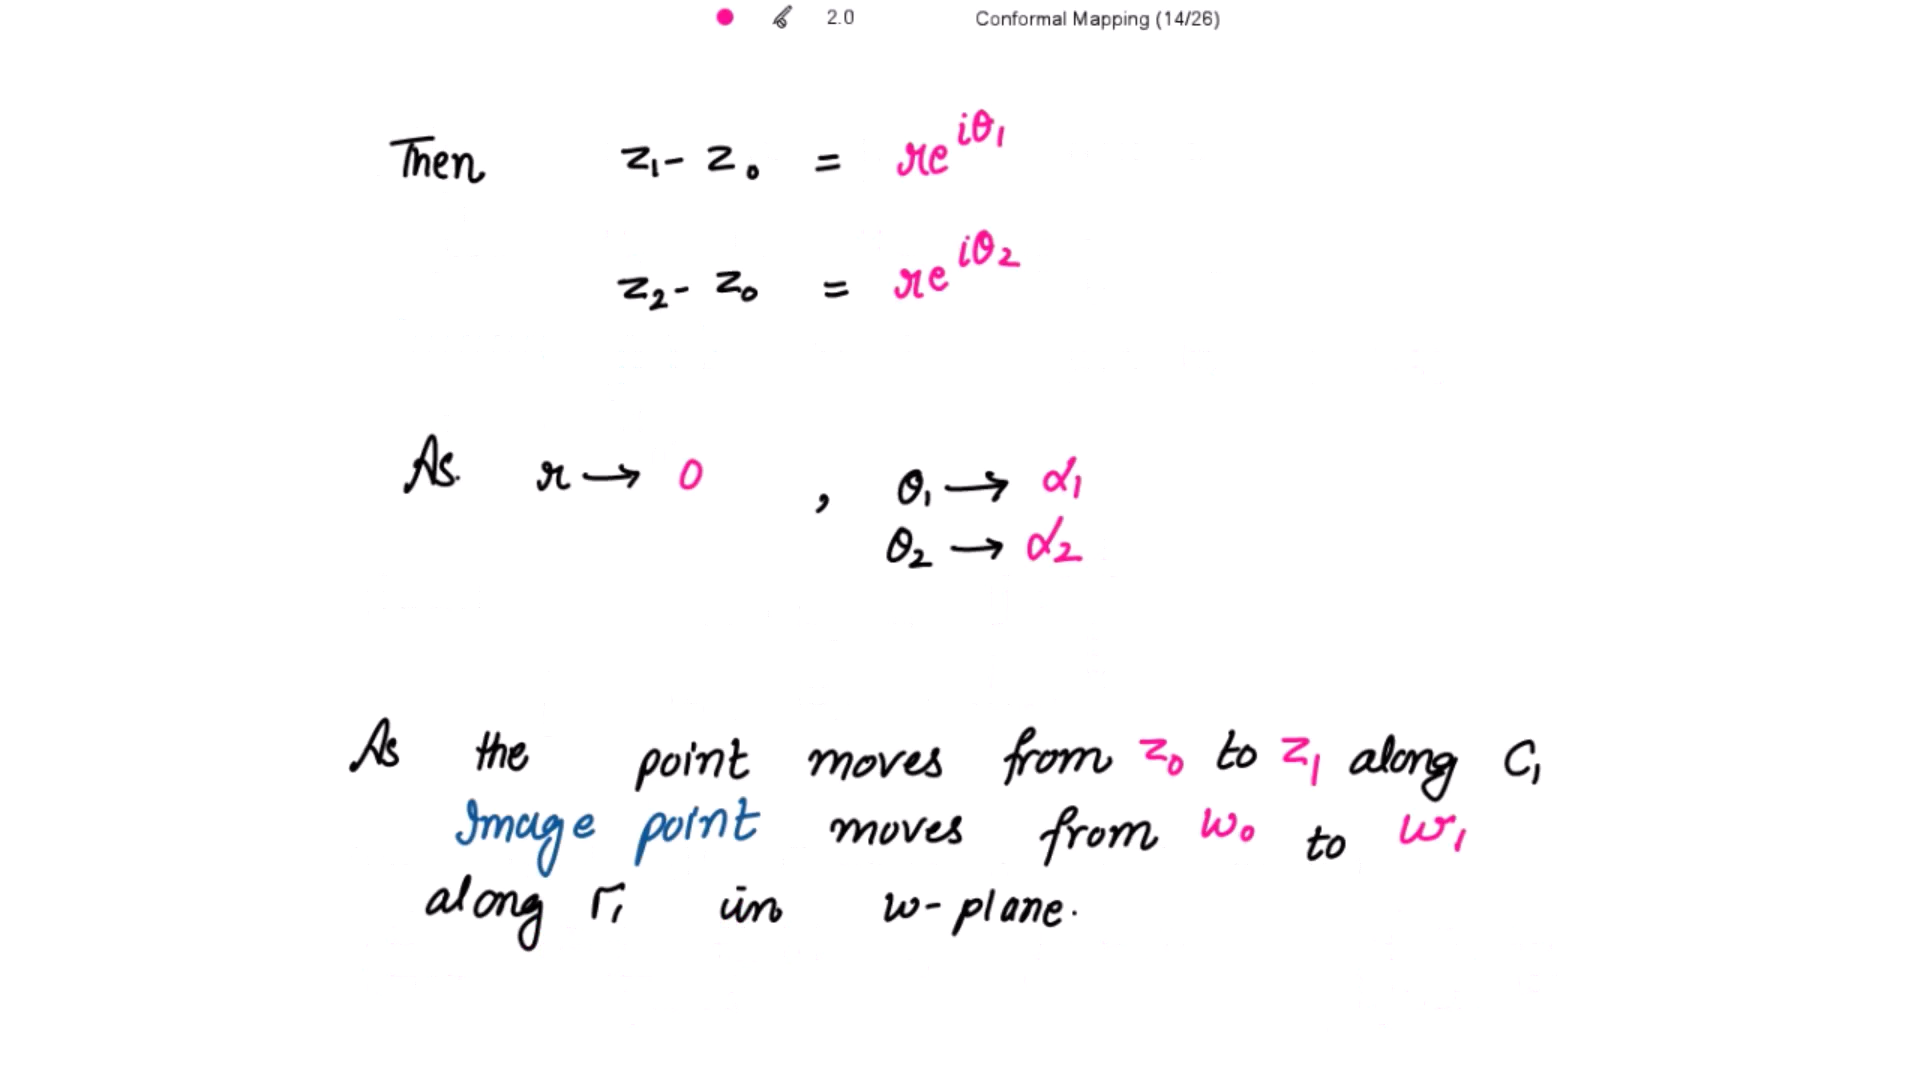 2.0 Conformal Mapping (14/26)
Then z₁ - z₀ = re^{iθ₁}
z₂ - z₀ = re^{iθ₂}
As r → 0 , θ₁ → α₁
θ₂ → α₂
As the point moves from z₀ to z₁ along C₁
Image point moves from w₀ to w₁
along Γ₁ in w-plane.